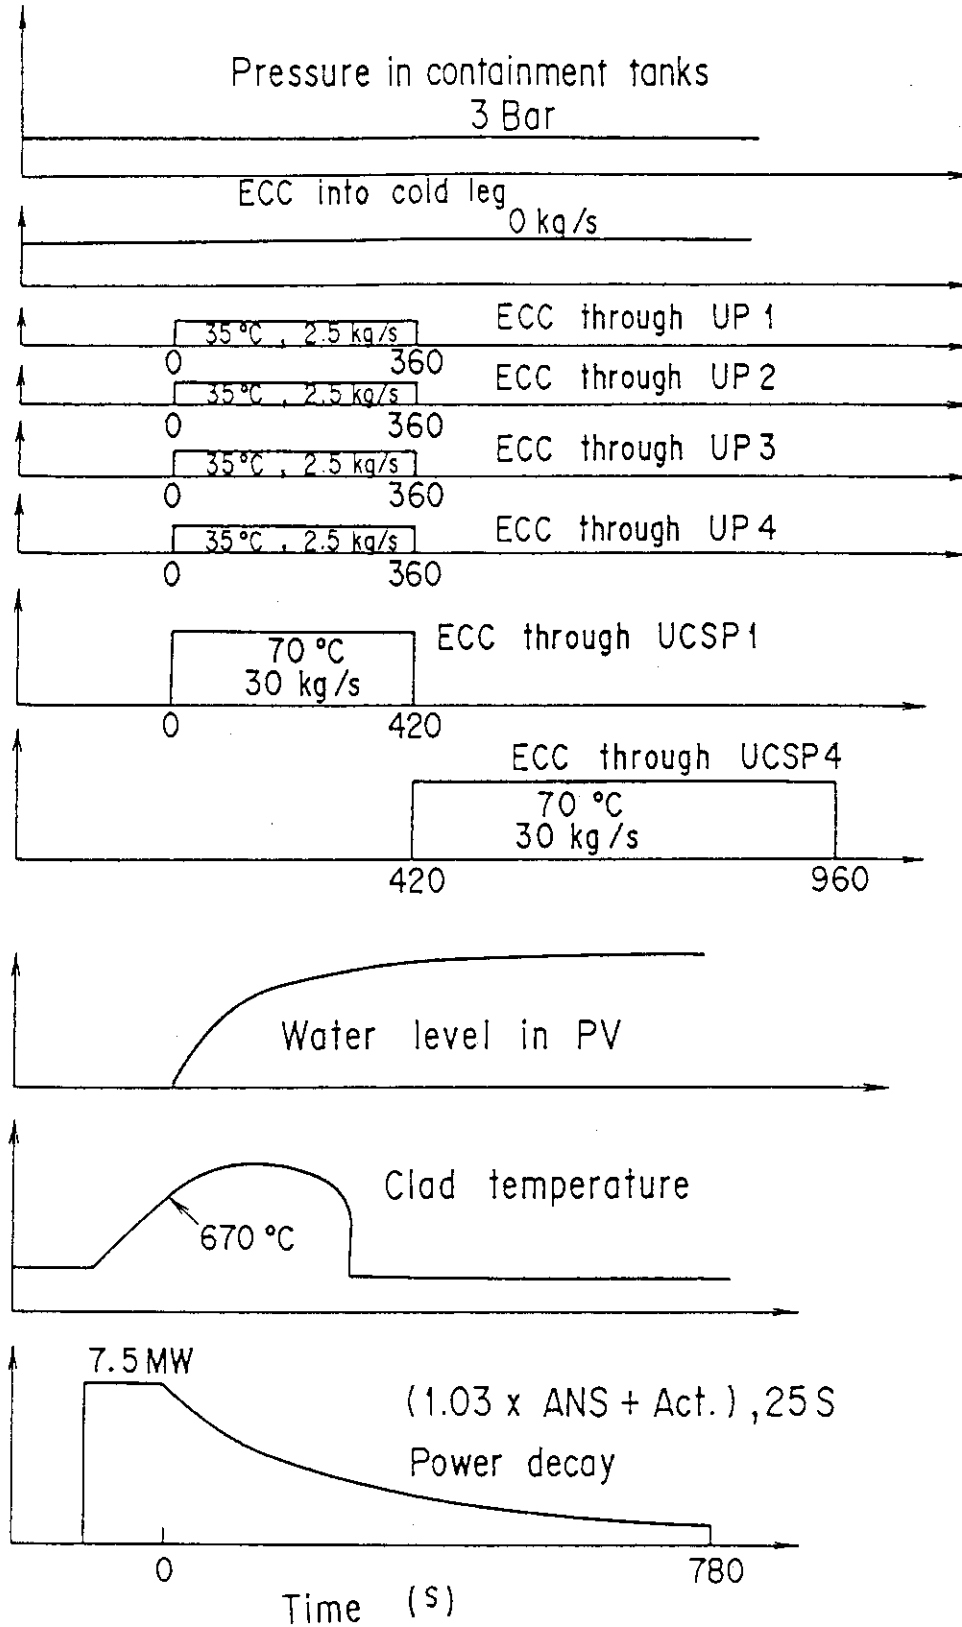 Pressure in containment tanks
3 Bar
ECC into cold leg
0 kg/s
ECC through UP 1
35°C , 2.5 kg/s
0 360
ECC through UP 2
35°C , 2.5 kg/s
0 360
ECC through UP 3
35°C , 2.5 kg/s
0 360
ECC through UP 4
35°C , 2.5 kg/s
0 360
ECC through UCSP 1
70 °C
30 kg/s
0 420
ECC through UCSP 4
70 °C
30 kg/s
420 960
Water level in PV
Clad temperature
670 °C
7.5 MW
(1.03 x ANS + Act.) , 25 S
Power decay
0 780
Time (S)